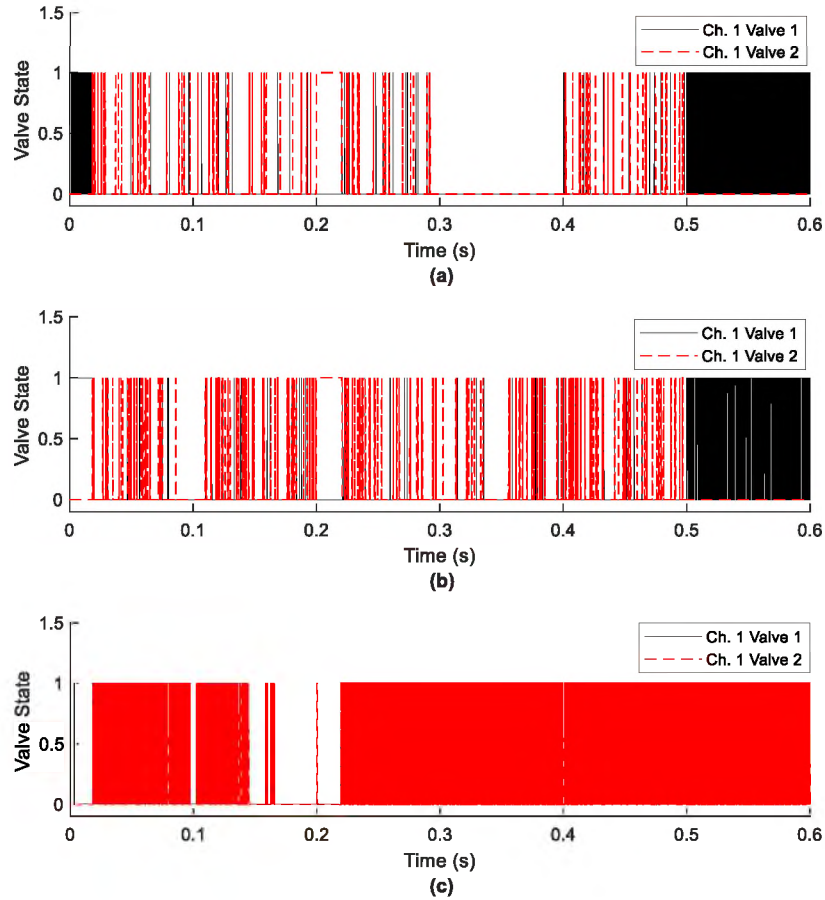 1.5
1
0.5
0
Valve State
Ch. 1 Valve 1
Ch. 1 Valve 2
0 0.1 0.2 0.3 0.4 0.5 0.6
Time (s)
(a)
1.5
1
0.5
0
Valve State
Ch. 1 Valve 1
Ch. 1 Valve 2
0 0.1 0.2 0.3 0.4 0.5 0.6
Time (s)
(b)
1.5
1
0.5
0
Valve State
Ch. 1 Valve 1
Ch. 1 Valve 2
0 0.1 0.2 0.3 0.4 0.5 0.6
Time (s)
(c)